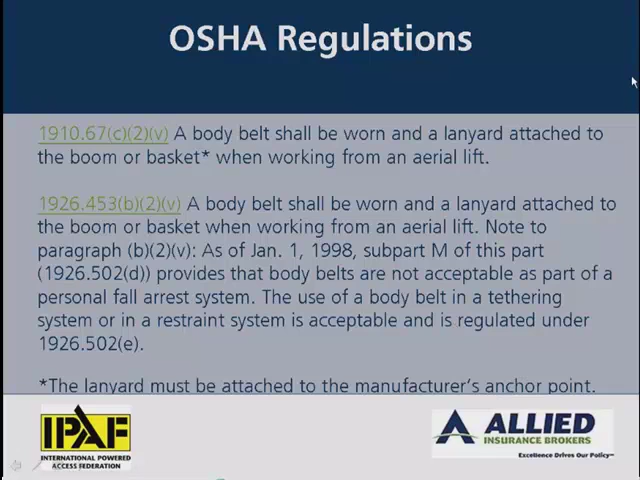 OSHA Regulations
1910.67(c)(2)(v) A body belt shall be worn and a lanyard attached to
the boom or basket* when working from an aerial lift.
1926.453(b)(2)(v) A body belt shall be worn and a lanyard attached to
the boom or basket when working from an aerial lift. Note to
paragraph (b)(2)(v): As of Jan. 1, 1998, subpart M of this part
(1926.502(d)) provides that body belts are not acceptable as part of a
personal fall arrest system. The use of a body belt in a tethering
system or in a restraint system is acceptable and is regulated under
1926.502(e).
*The lanyard must be attached to the manufacturer's anchor point.
IPAF
INTERNATIONAL POWERED
ACCESS FEDERATION
ALLIED
INSURANCE BROKERS
Excellence Drives Our Policy™